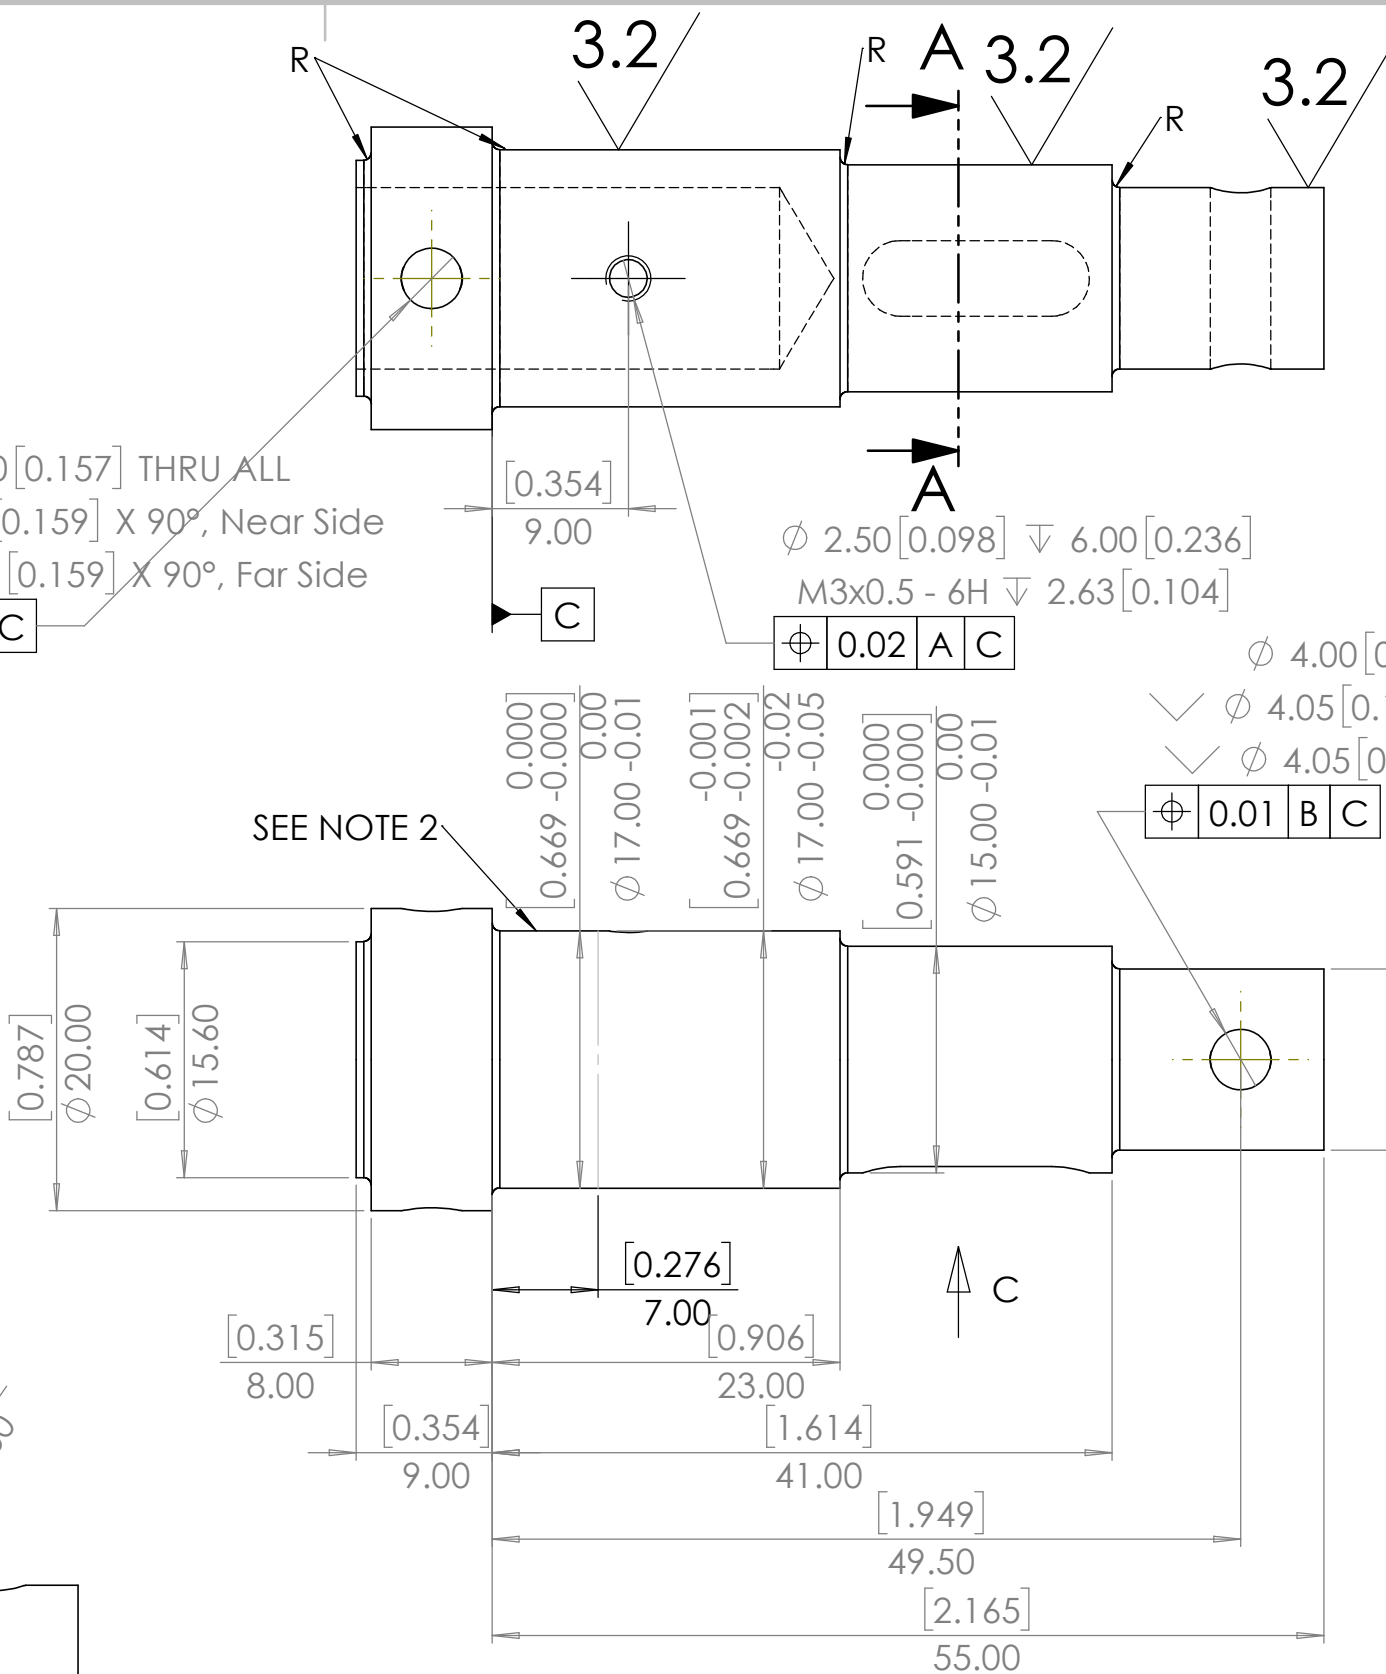 R
3.2
R
A
3.2
3.2
R
[0.157] THRU ALL
0.159] X 90°, Near Side
[0.159] X 90°, Far Side
C
[0.354]
9.00
C
A
⌀ 2.50[0.098] ↧ 6.00[0.236]
M3x0.5 - 6H ↧ 2.63[0.104]
⌖ 0.02 A C
⌀ 4.00[0
⌵ ⌀ 4.05[0.
⌵ ⌀ 4.05[0
⌖ 0.01 B C
SEE NOTE 2
0.000
[0.669 -0.000]
0.00
⌀17.00 -0.01
-0.001
[0.669 -0.002]
-0.02
⌀17.00 -0.05
0.000
[0.591 -0.000]
0.00
⌀15.00 -0.01
[0.787]
⌀20.00
[0.614]
⌀15.60
[0.276]
7.00
C
[0.315]
8.00
[0.906]
23.00
[0.354]
9.00
[1.614]
41.00
[1.949]
49.50
[2.165]
55.00